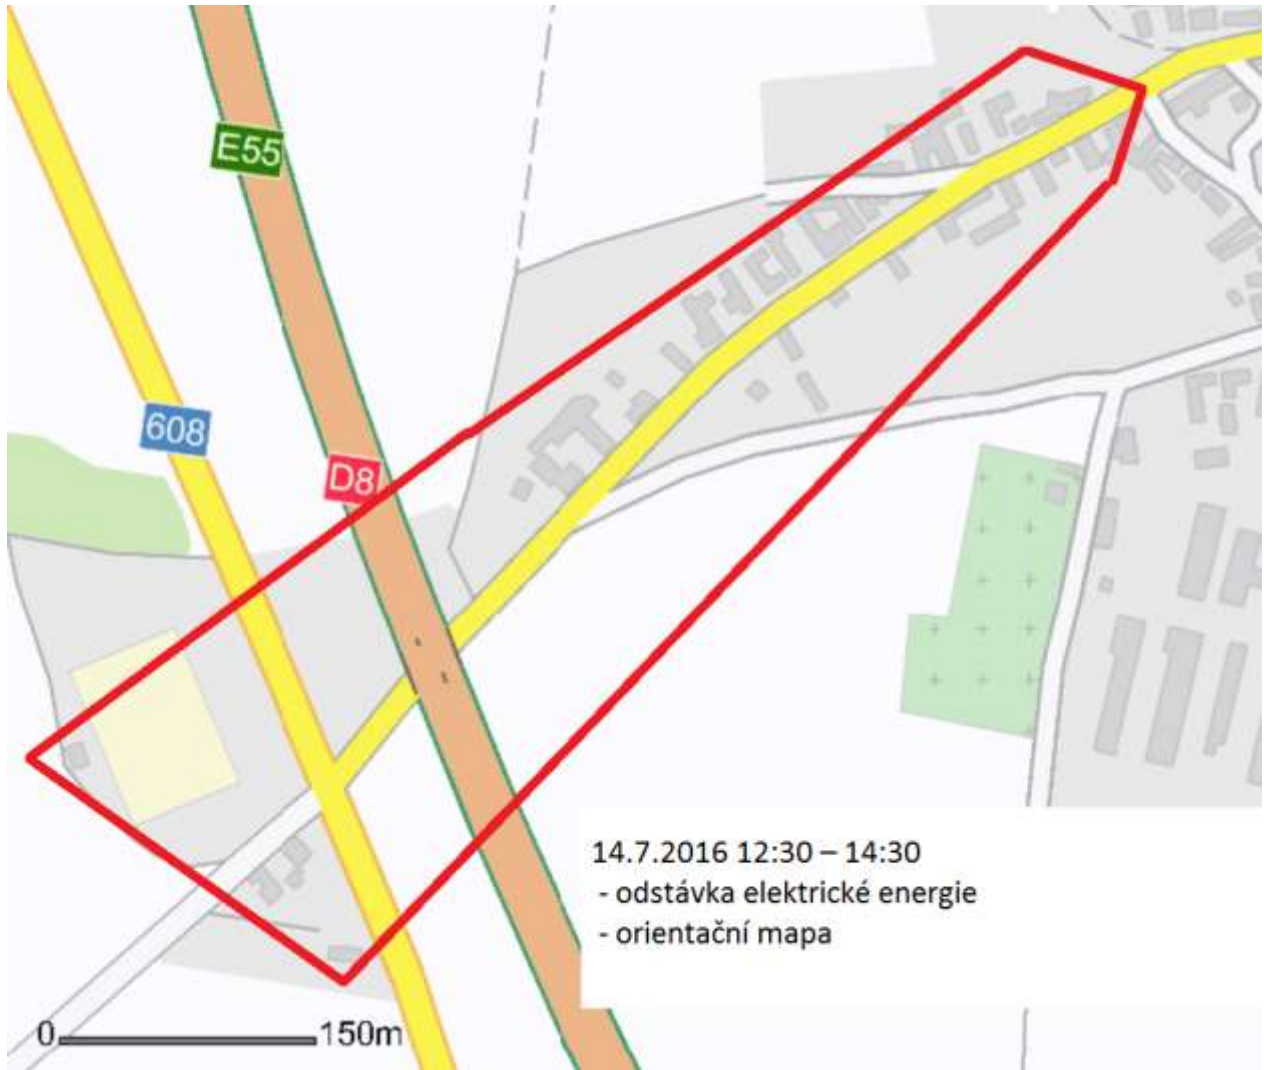 E55
608
D8
14.7.2016 12:30 – 14:30
- odstávka elektrické energie
- orientační mapa
0 150m